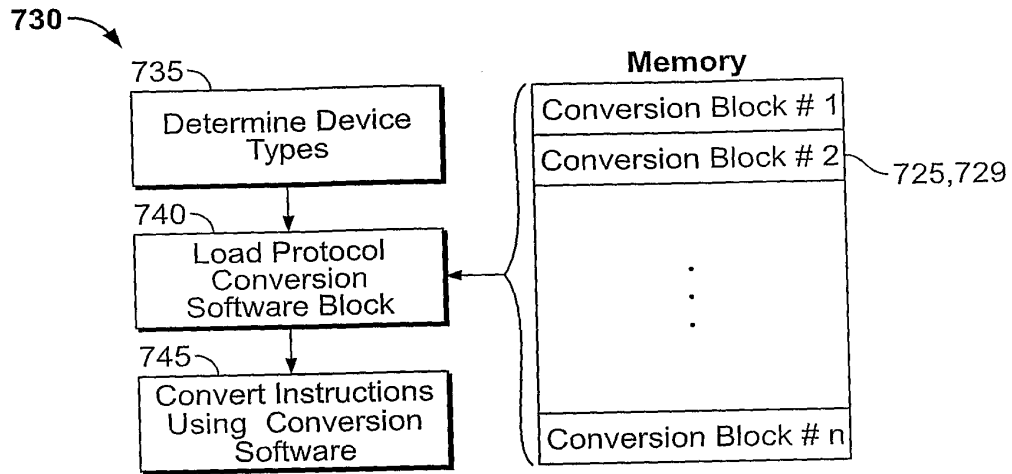 730
735
Determine Device
Types
740
Load Protocol
Conversion
Software Block
745
Convert Instructions
Using Conversion
Software
Memory
Conversion Block # 1
Conversion Block # 2
725,729
Conversion Block # n